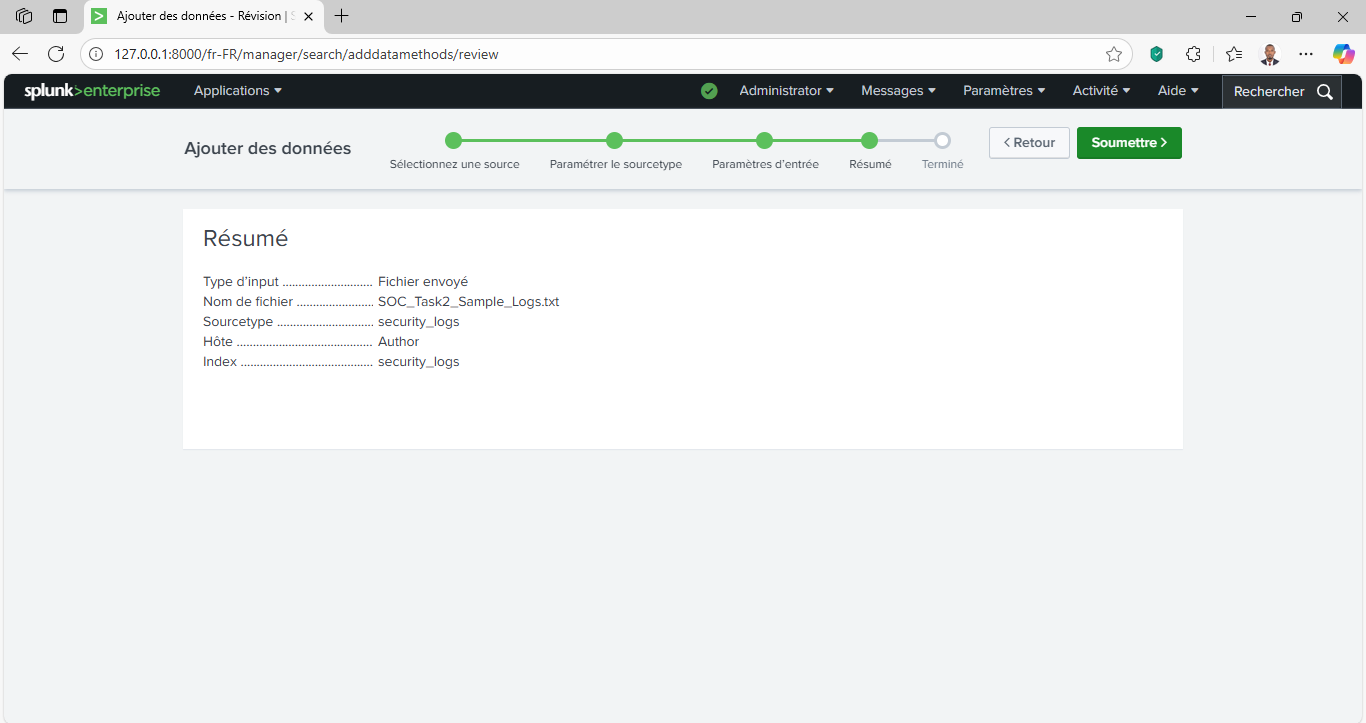 Ajouter des données - Révision | S
127.0.0.1:8000/fr-FR/manager/search/adddatamethods/review
splunk>enterprise Applications Administrator Messages Paramètres Activité Aide Rechercher
Ajouter des données
Sélectionnez une source Paramétrer le sourcetype Paramètres d'entrée Résumé Terminé
< Retour Soumettre >
Résumé
Type d'input ............................ Fichier envoyé
Nom de fichier ........................ SOC_Task2_Sample_Logs.txt
Sourcetype .............................. security_logs
Hôte .......................................... Author
Index ......................................... security_logs